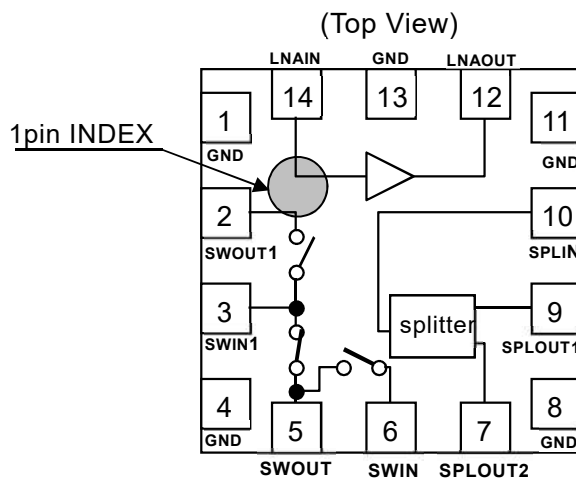 (Top View)
LNAIN GND LNAOUT
14 13 12
1 11
1pin INDEX
GND GND
2 10
SWOUT1 SPLIN
3 splitter 9
SWIN1 SPLOUT1
4 8
GND GND
5 6 7
SWOUT SWIN SPLOUT2